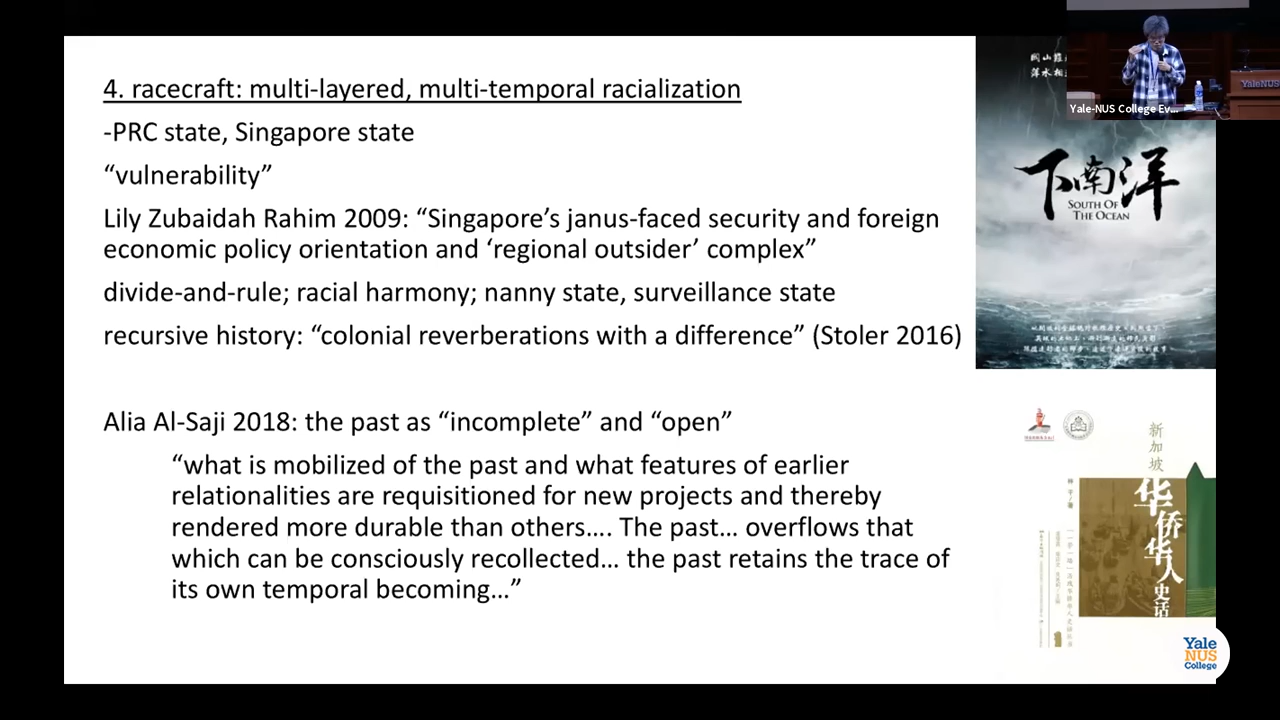 4. racecraft: multi-layered, multi-temporal racialization
-PRC state, Singapore state
“vulnerability”
Lily Zubaidah Rahim 2009: “Singapore’s janus-faced security and foreign
economic policy orientation and ‘regional outsider’ complex”
divide-and-rule; racial harmony; nanny state, surveillance state
recursive history: “colonial reverberations with a difference” (Stoler 2016)
Alia Al-Saji 2018: the past as “incomplete” and “open”
“what is mobilized of the past and what features of earlier
relationalities are requisitioned for new projects and thereby
rendered more durable than others…. The past… overflows that
which can be consciously recollected… the past retains the trace of
its own temporal becoming…”
Yale-NUS College Ev...
YaleNUS
下南洋
SOUTH OF
THE OCEAN
新加坡
华侨华人史话
Yale
NUS
College